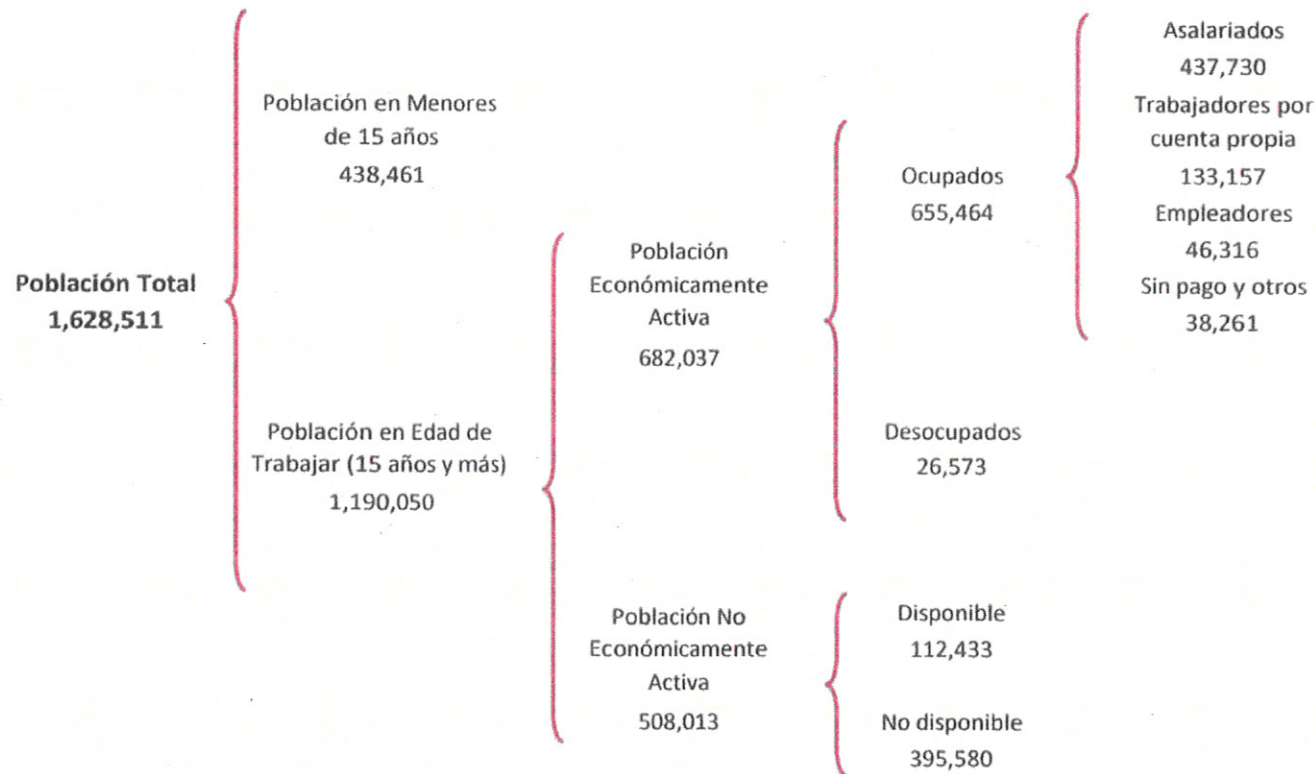 Población Total
1,628,511
Población en Menores
de 15 años
438,461
Población en Edad de
Trabajar (15 años y más)
1,190,050
Población
Económicamente
Activa
682,037
Población No
Económicamente
Activa
508,013
Ocupados
655,464
Desocupados
26,573
Disponible
112,433
No disponible
395,580
Asalariados
437,730
Trabajadores por
cuenta propia
133,157
Empleadores
46,316
Sin pago y otros
38,261